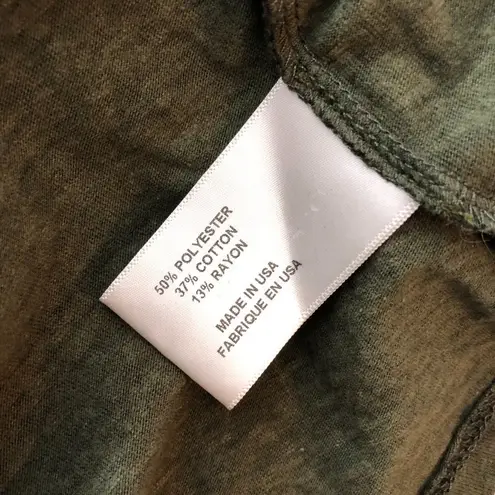 50% POLYESTER
37% COTTON
13% RAYON
MADE IN USA
FABRIQUE EN USA